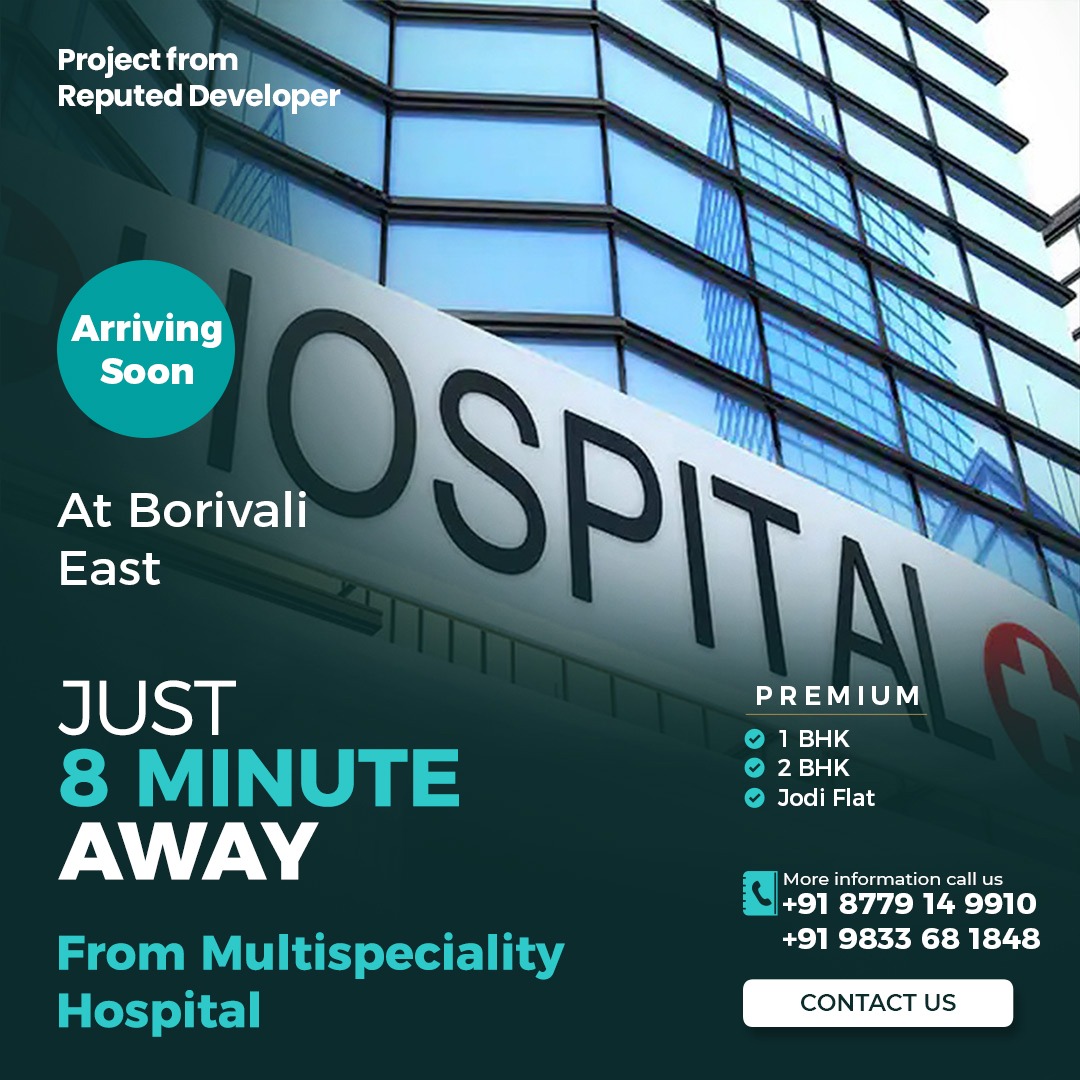 Project from
Reputed Developer
Arriving
Soon
HOSPITAL
At Borivali
East
JUST
8 MINUTE
AWAY
From Multispeciality
Hospital
PREMIUM
1 BHK
2 BHK
Jodi Flat
More information call us
+91 8779 14 9910
+91 9833 68 1848
CONTACT US